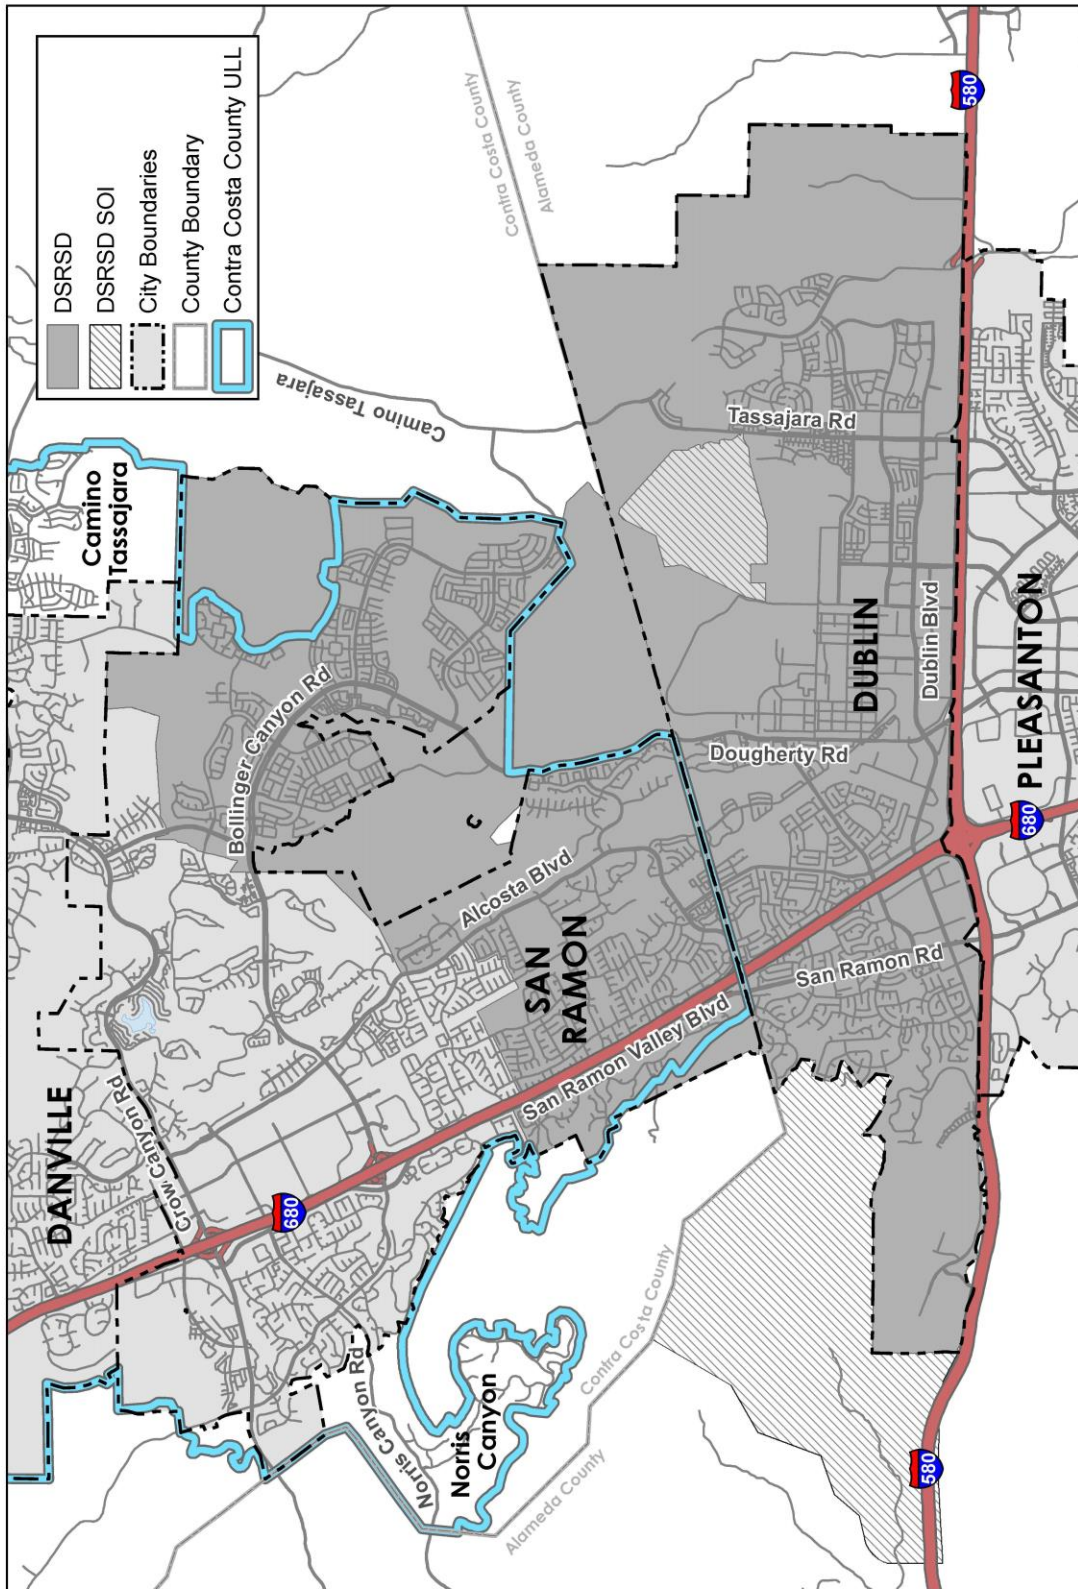 DSRSD
DSRSD SOI
City Boundaries
County Boundary
Contra Costa County ULL
DANVILLE
Crow Canyon Rd
680
Norris Canyon Rd
Norris
Canyon
Alameda County
Contra Costa County
Camino
Tassajara
Bollinger Canyon Rd
Alcosta Blvd
SAN
RAMON
San Ramon Valley Blvd
Camino Tassajara
Contra Costa County
Alameda County
Tassajara Rd
Dougherty Rd
DUBLIN
Dublin Blvd
San Ramon Rd
580
680
PLEASANTON
580